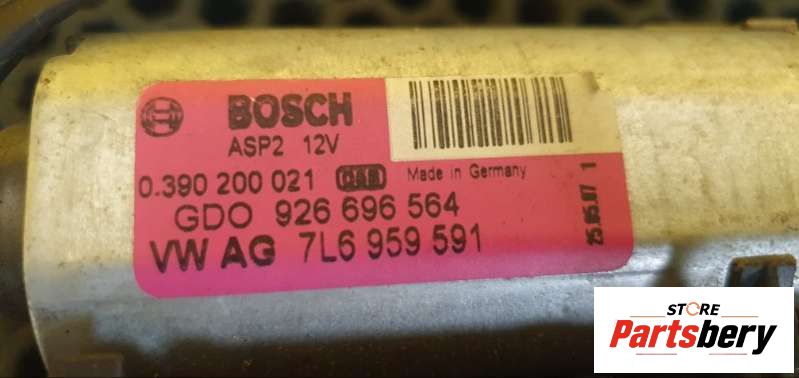 BOSCH
ASP2 12V
0.390 200 021 Made in Germany
GDO 926 696 564
VW AG 7L6 959 591
25.05.07 1
STORE
Partsbery